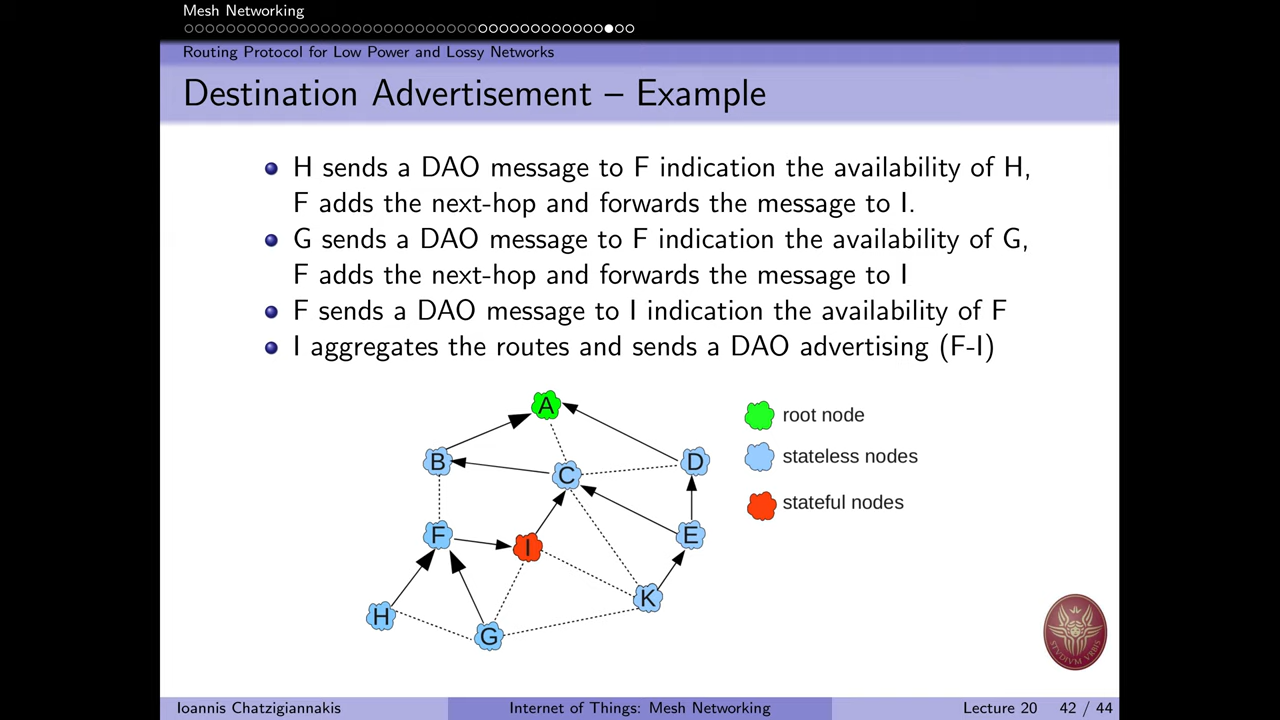 Mesh Networking
Routing Protocol for Low Power and Lossy Networks
Destination Advertisement – Example
H sends a DAO message to F indication the availability of H,
F adds the next-hop and forwards the message to I.
G sends a DAO message to F indication the availability of G,
F adds the next-hop and forwards the message to I
F sends a DAO message to I indication the availability of F
I aggregates the routes and sends a DAO advertising (F-I)
A
root node
B
C
D
stateless nodes
stateful nodes
F
I
E
K
H
G
STVDIVM VRBIS
Ioannis Chatzigiannakis
Internet of Things: Mesh Networking
Lecture 20
42 / 44